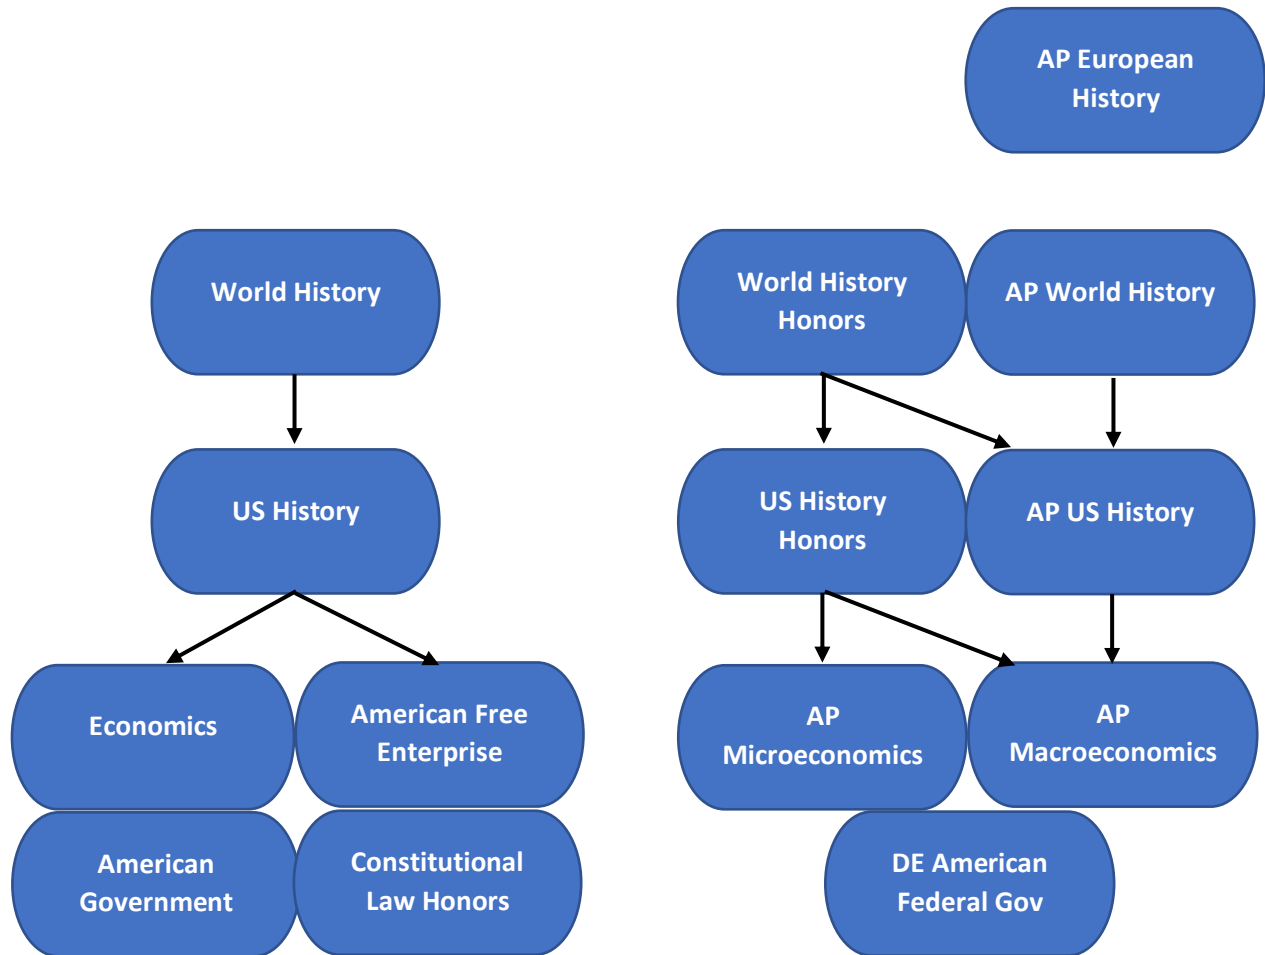 AP European
History
World History
World History
Honors
AP World History
US History
US History
Honors
AP US History
Economics
American Free
Enterprise
AP
Microeconomics
AP
Macroeconomics
American
Government
Constitutional
Law Honors
DE American
Federal Gov